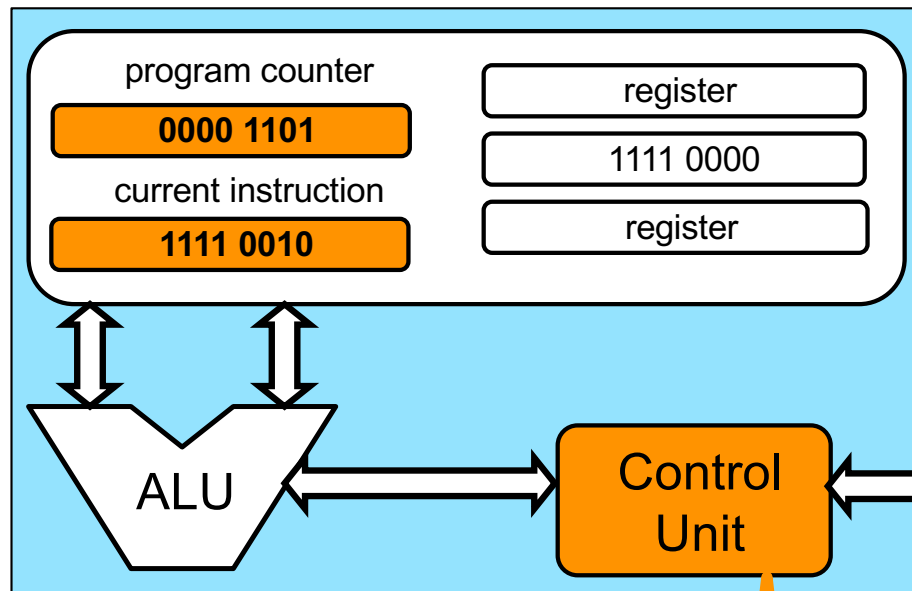 program counter
0000 1101
current instruction
1111 0010
register
1111 0000
register
ALU
Control
Unit